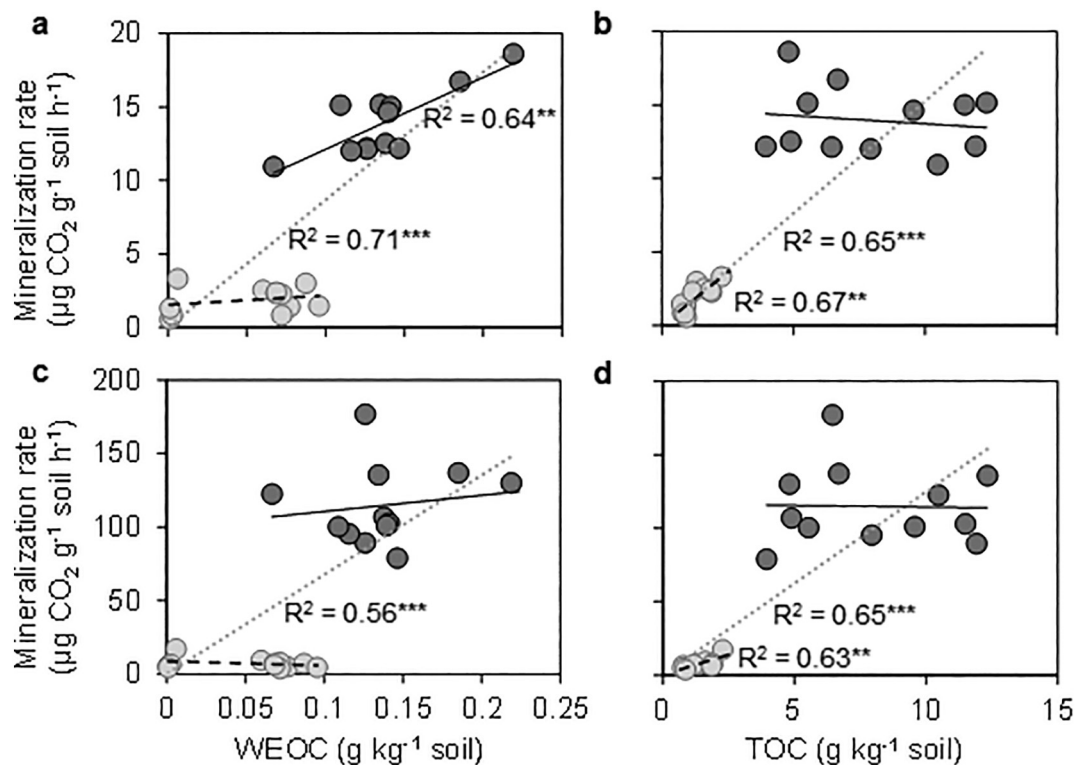 a
b
20
15
10
5
0
Mineralization rate
(µg CO₂ g⁻¹ soil h⁻¹)
R² = 0.64**
R² = 0.71***
R² = 0.65***
R² = 0.67**
c
d
200
150
100
50
0
Mineralization rate
(µg CO₂ g⁻¹ soil h⁻¹)
R² = 0.56***
R² = 0.65***
R² = 0.63**
0 0.05 0.1 0.15 0.2 0.25
0 5 10 15
WEOC (g kg⁻¹ soil)
TOC (g kg⁻¹ soil)